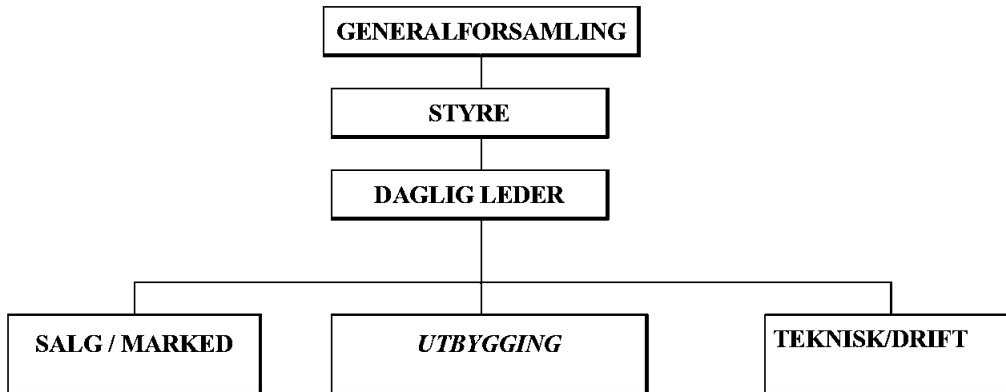 GENERALFORSAMLING
STYRE
DAGLIG LEDER
SALG / MARKED
UTBYGGING
TEKNISK/DRIFT